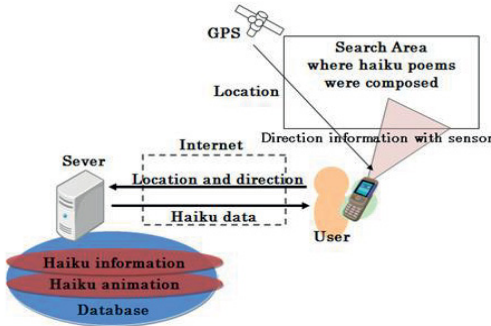 GPS
Search Area
where haiku poems
were composed
Location
Direction information with sensor
Internet
Sever
Location and direction
Haiku data
User
Haiku information
Haiku animation
Database